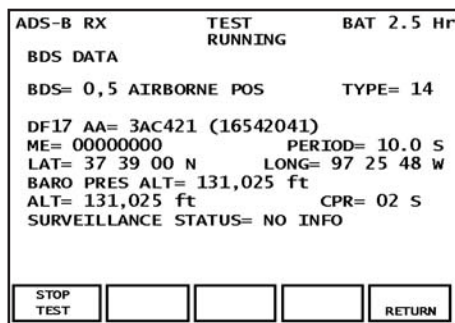 ADS-B RX TEST BAT 2.5 Hr
RUNNING
BDS DATA
BDS= 0,5 AIRBORNE POS TYPE= 14
DF17 AA= 3AC421 (16542041)
ME= 00000000 PERIOD= 10.0 S
LAT= 37 39 00 N LONG= 97 25 48 W
BARO PRES ALT= 131,025 ft
ALT= 131,025 ft CPR= 02 S
SURVEILLANCE STATUS= NO INFO
STOP
TEST RETURN